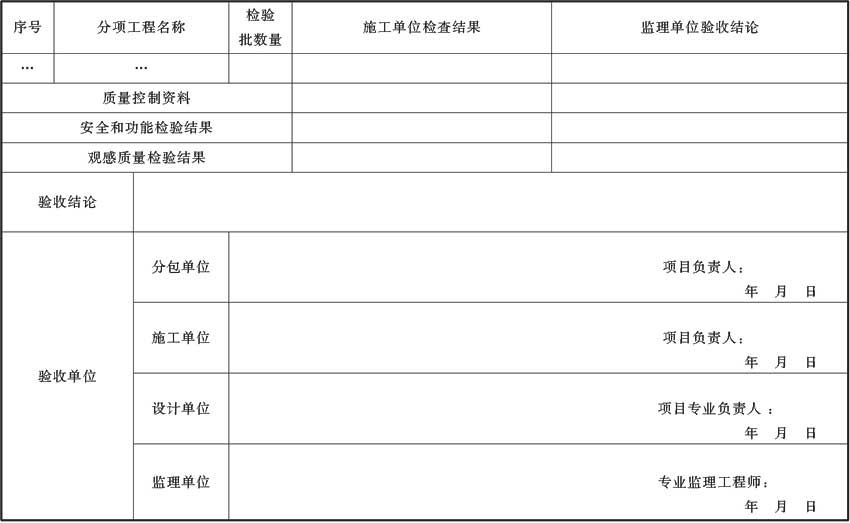 序号 分项工程名称 检验 施工单位检查结果 监理单位验收结论
批数量
… …
质量控制资料
安全和功能检验结果
观感质量检验结果
验收结论
验收单位
分包单位 项目负责人：
年 月 日
施工单位 项目负责人：
年 月 日
设计单位 项目专业负责人：
年 月 日
监理单位 专业监理工程师：
年 月 日